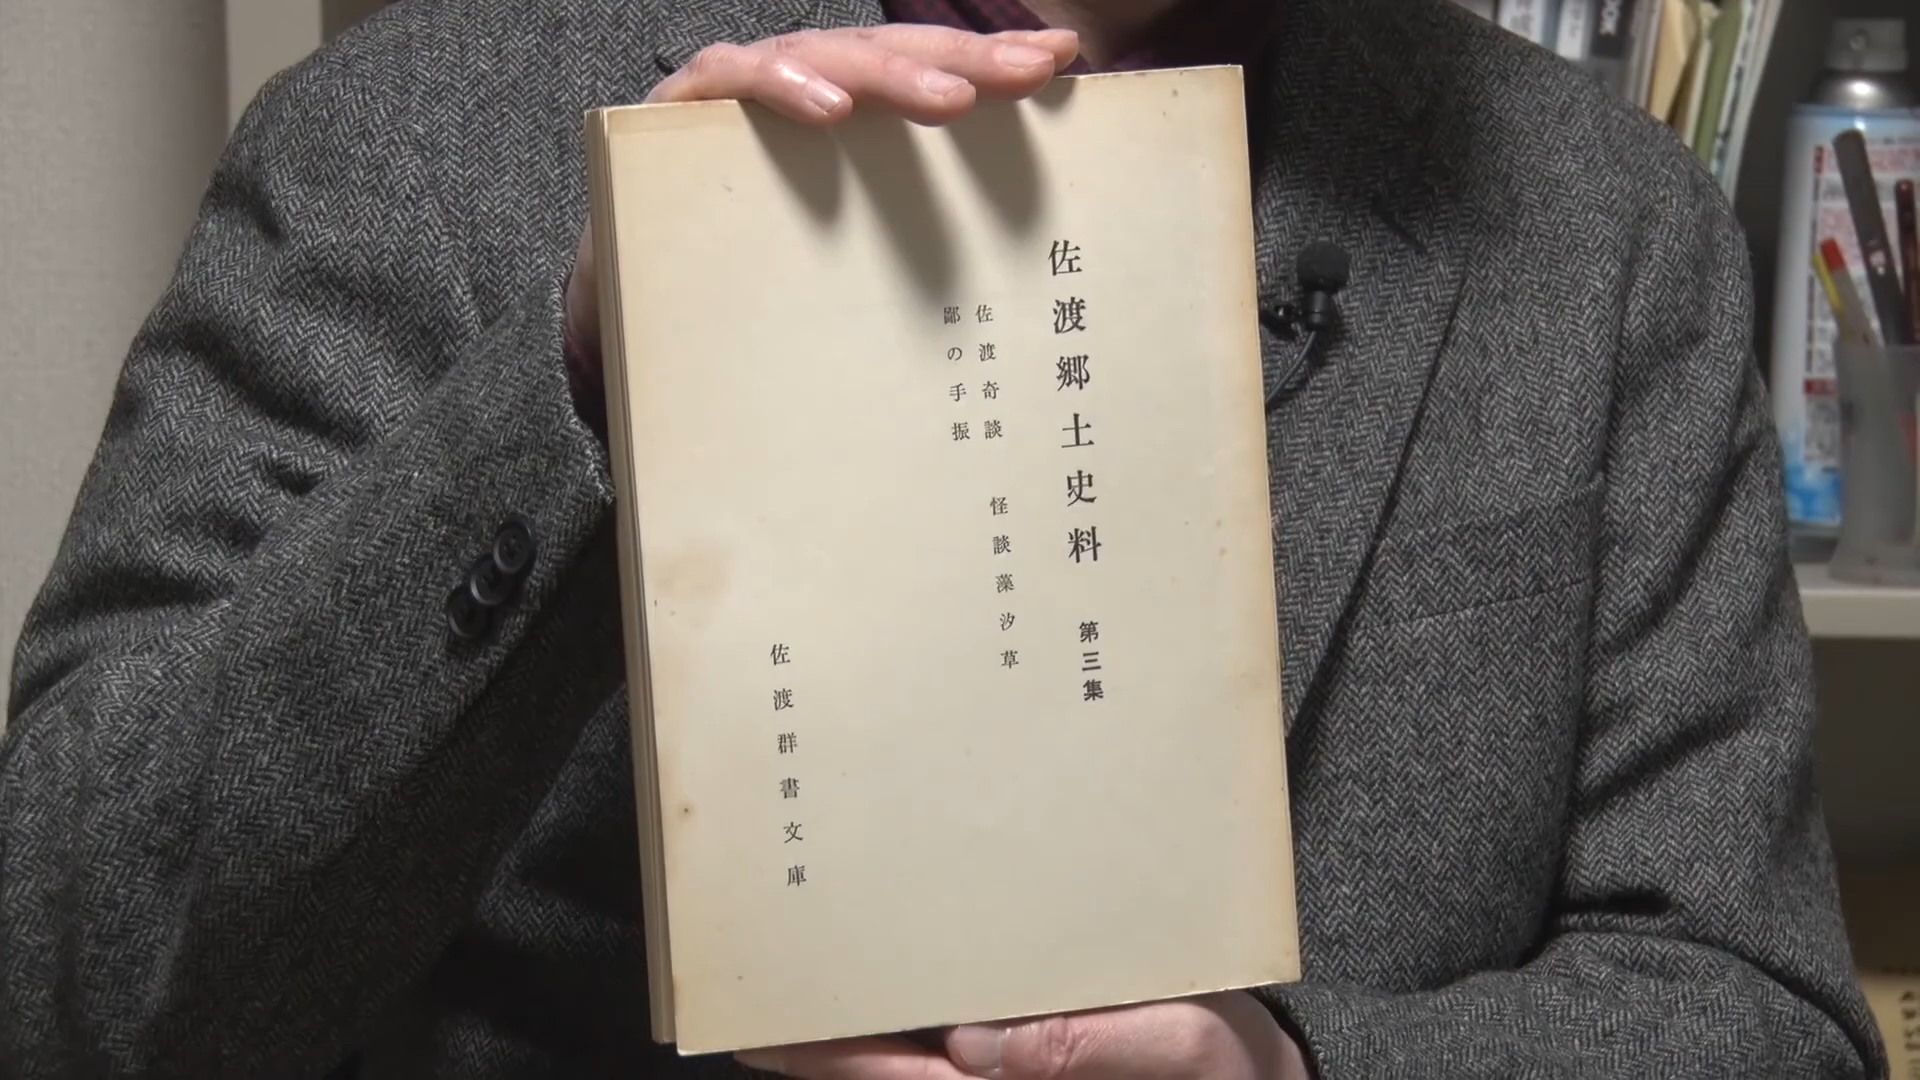 佐渡郷土史料 第三集
佐渡奇談 怪談藻汐草
鄙の手振
佐渡群書文庫